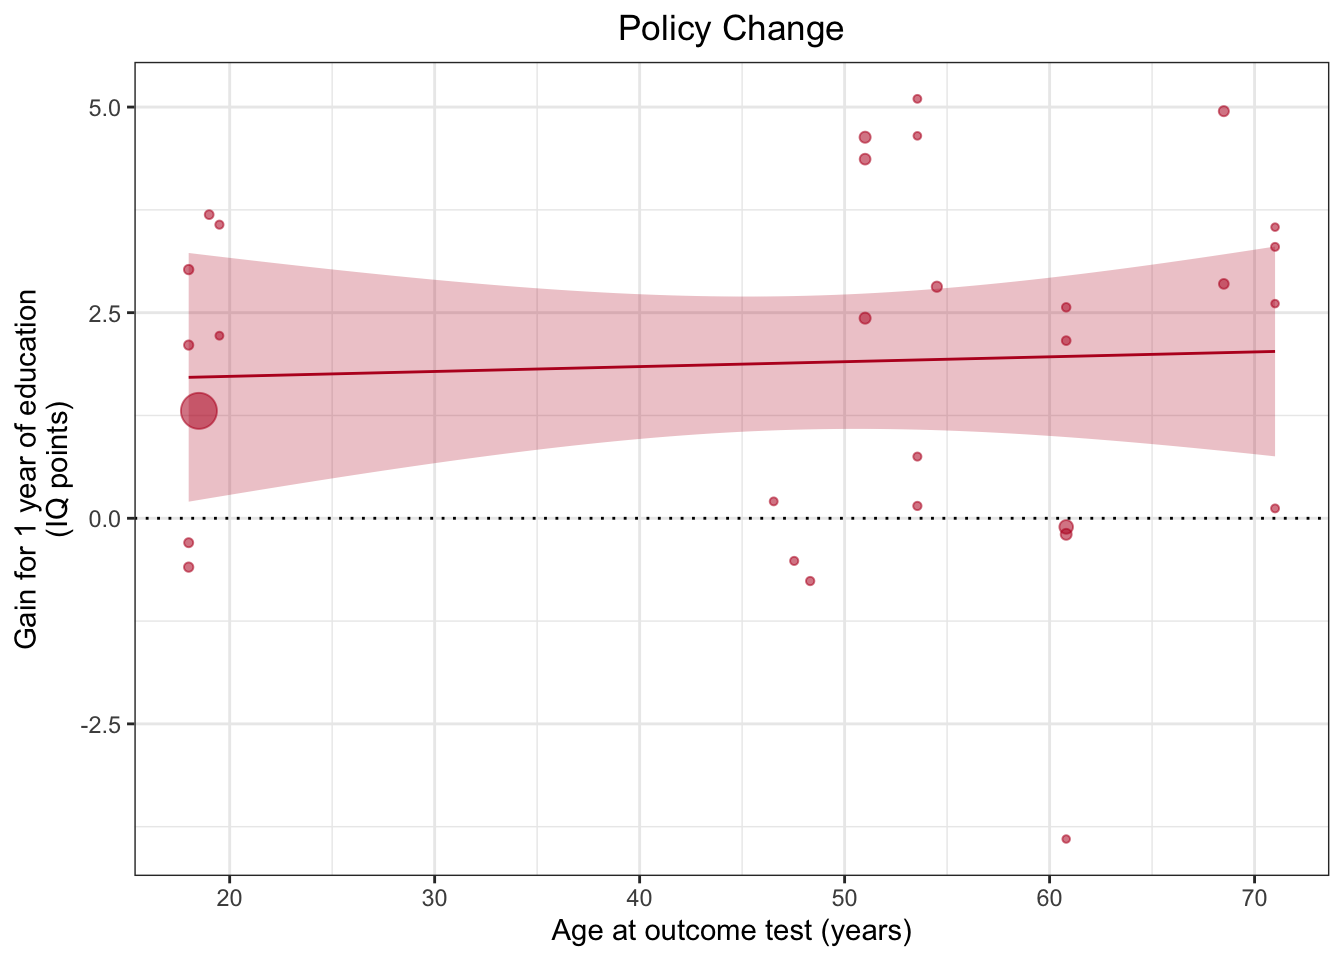 Policy Change
5.0
2.5
0.0
-2.5
Gain for 1 year of education
(IQ points)
20 30 40 50 60 70
Age at outcome test (years)